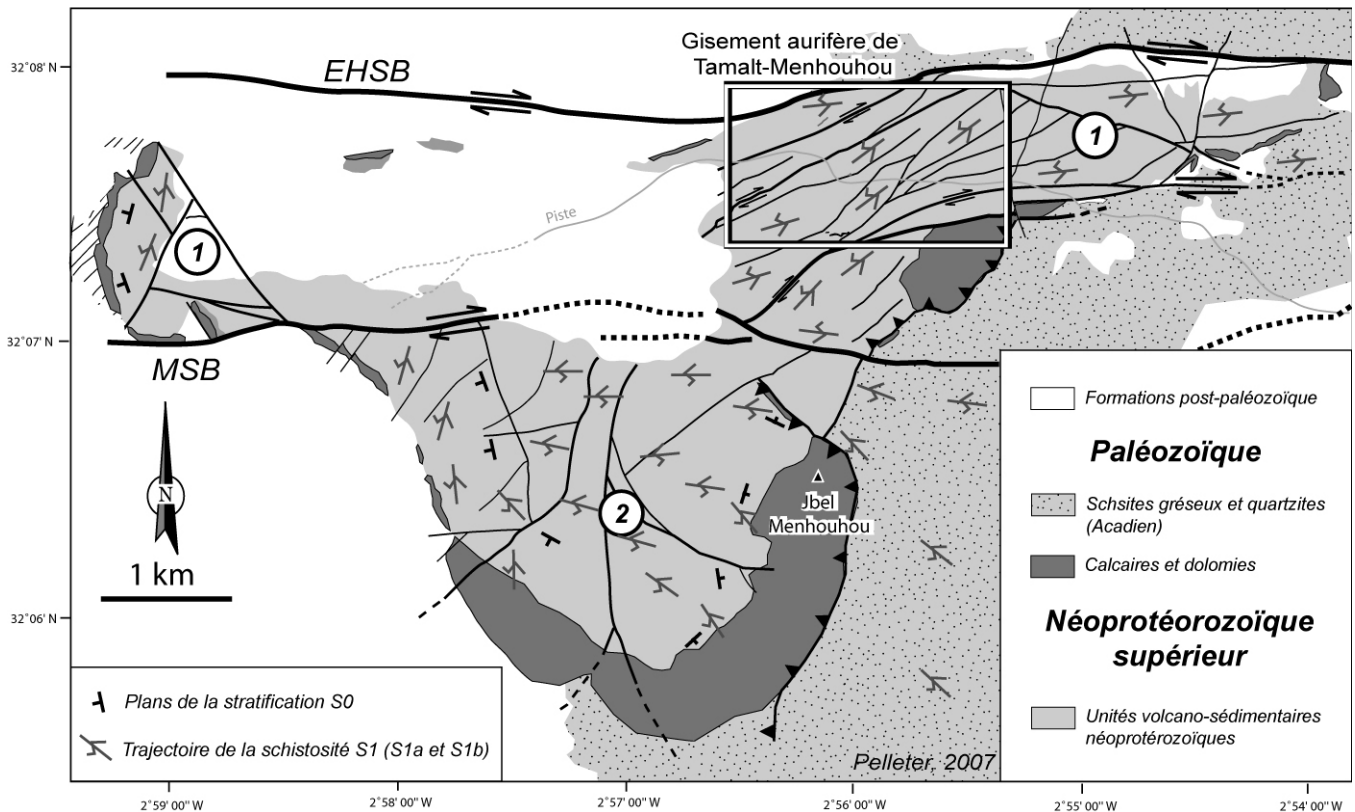 Gisement aurifère de
Tamalt-Menhouhou
32°08'
EHSB
1
Piste
1
32°07'
MSB
N
1 km
2
Jbel
Menhouhou
32°06'
Formations post-paléozoïque
Paléozoïque
Schsites gréseux et quartzites
(Acadien)
Calcaires et dolomies
Néoprotéorozoïque
supérieur
Unités volcano-sédimentaires
néoprotérozoïques
Plans de la stratification S0
Trajectoire de la schistosité S1 (S1a et S1b)
Pelleter, 2007
2°59' 00'' W
2°58' 00'' W
2°57' 00'' W
2°56' 00'' W
2°55' 00'' W
2°54' 00'' W